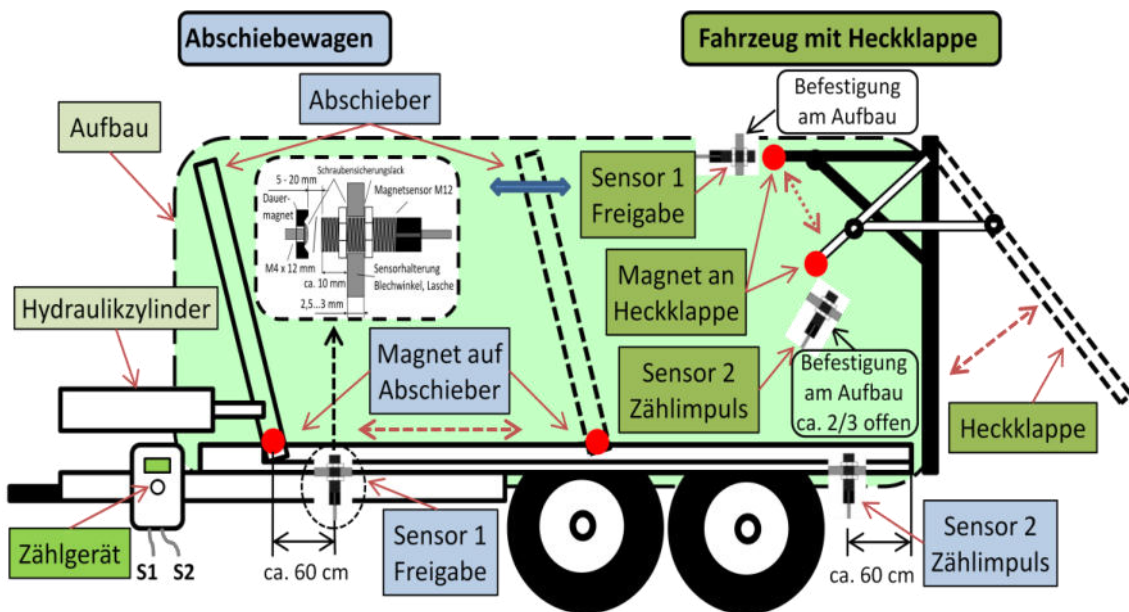 Abschiebewagen
Fahrzeug mit Heckklappe
Aufbau
Abschieber
Befestigung
am Aufbau
Sensor 1
Freigabe
Schraubensicherungslack
5 - 20 mm
Magnetsensor M12
Dauer-
magnet
M4 x 12 mm
ca. 10 mm
Sensorhalterung
Blechwinkel, Lasche
2,5...3 mm
Magnet an
Heckklappe
Hydraulikzylinder
Magnet auf
Abschieber
Sensor 2
Zählimpuls
Befestigung
am Aufbau
ca. 2/3 offen
Heckklappe
Zählgerät
S1 S2
ca. 60 cm
Sensor 1
Freigabe
ca. 60 cm
Sensor 2
Zählimpuls